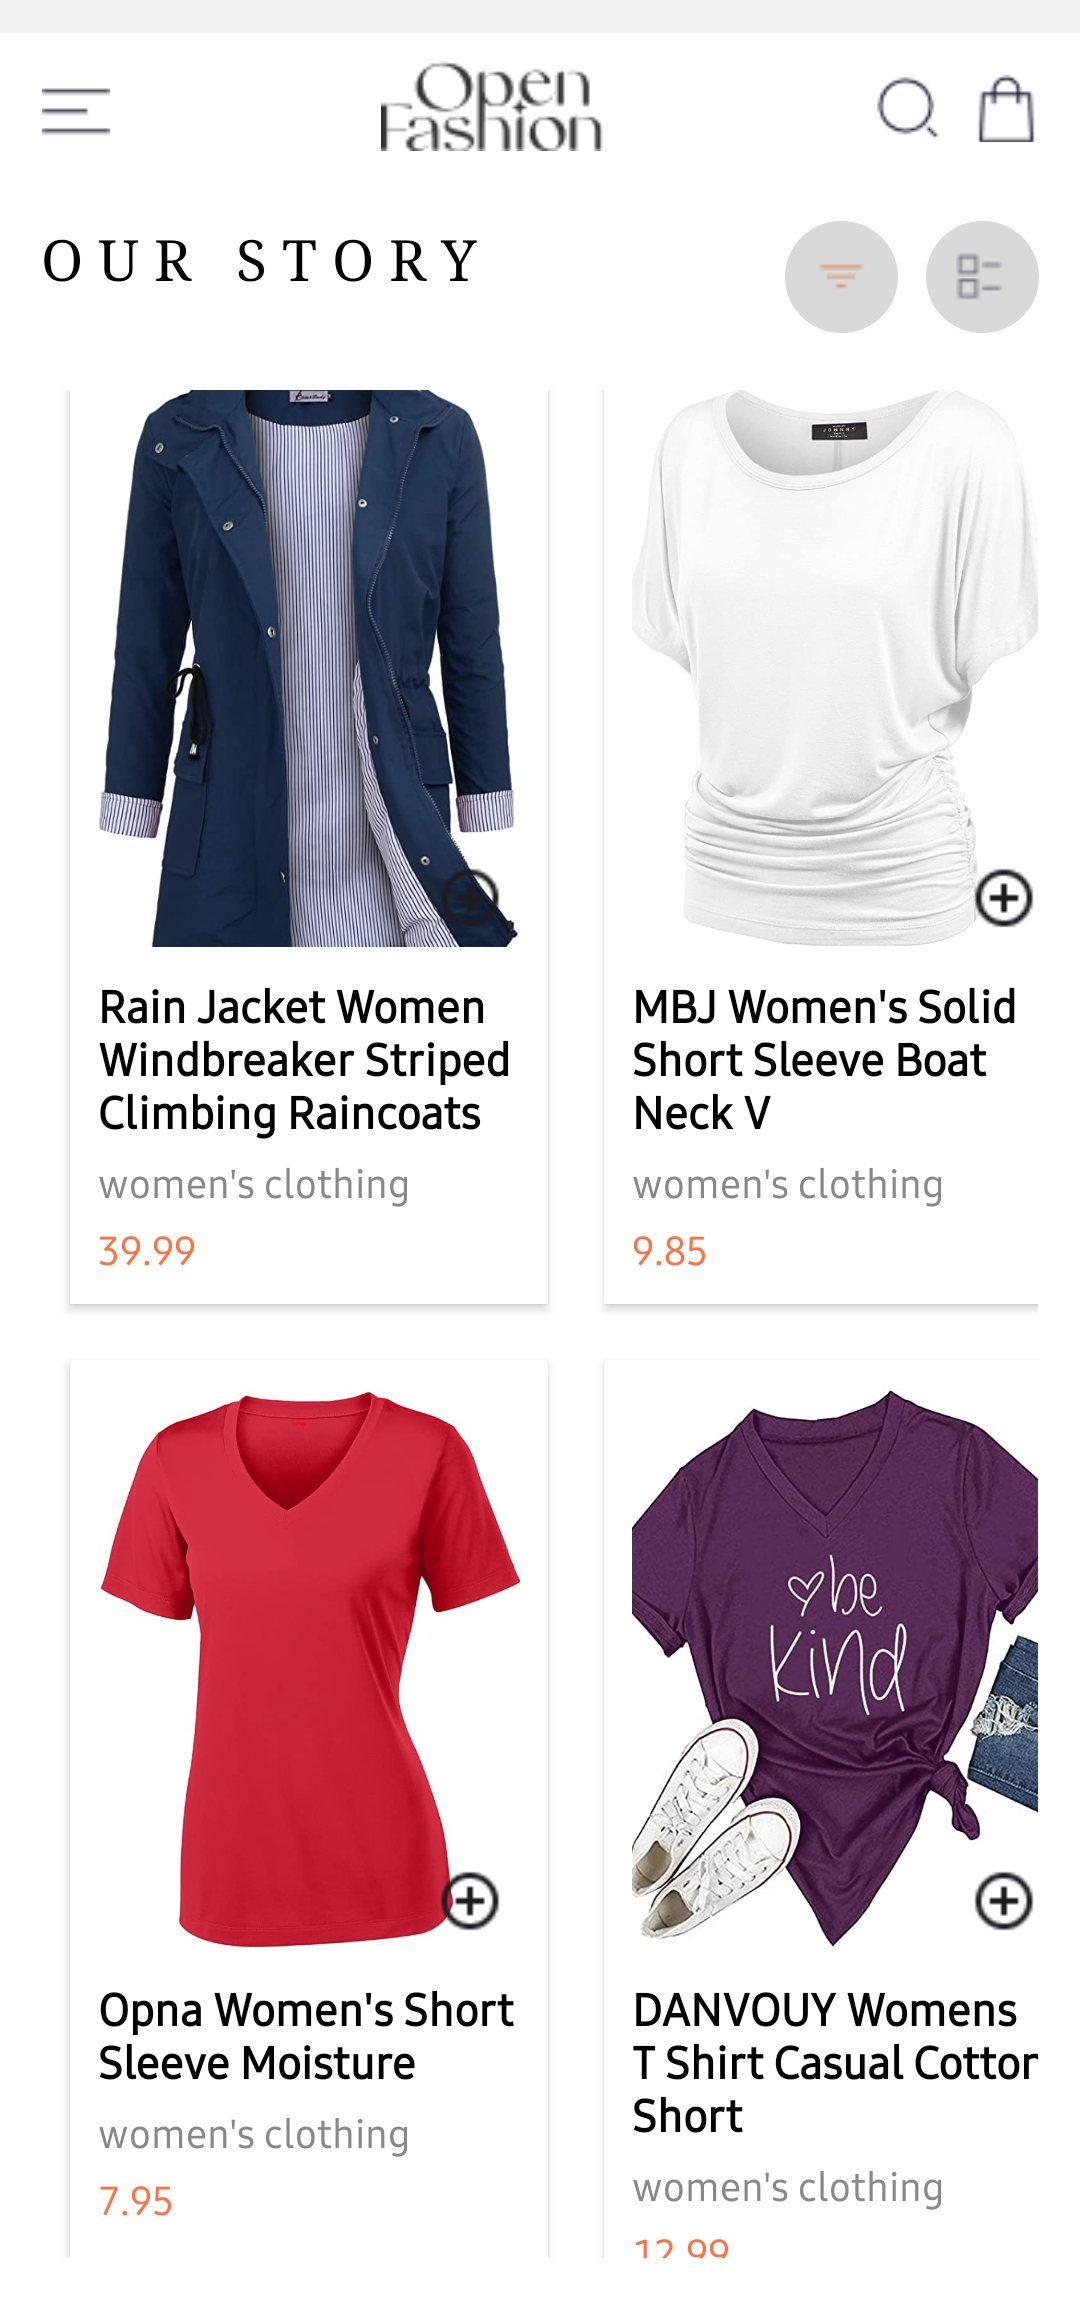 Open
Fashion
OUR STORY
JOHNNY
Rain Jacket Women
Windbreaker Striped
Climbing Raincoats
women's clothing
39.99
MBJ Women's Solid
Short Sleeve Boat
Neck V
women's clothing
9.85
be
kind
Opna Women's Short
Sleeve Moisture
women's clothing
7.95
DANVOUY Womens
T Shirt Casual Cotton
Short
women's clothing
12.99